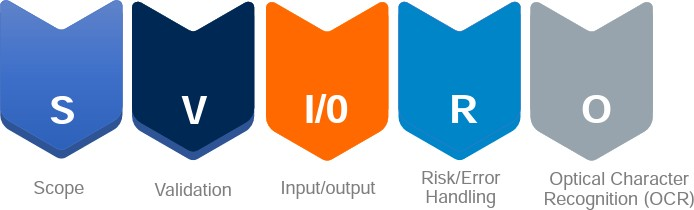 S
V
I/0
R
O
Scope
Validation
Input/output
Risk/Error
Handling
Optical Character
Recognition (OCR)